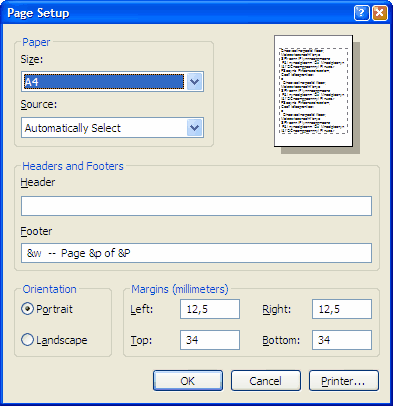 Page Setup
Paper
Size:
A4
Source:
Automatically Select
Headers and Footers
Header
Footer
&w -- Page &p of &P
Orientation
Portrait
Landscape
Margins (millimeters)
Left: 12,5 Right: 12,5
Top: 34 Bottom: 34
OK Cancel Printer...